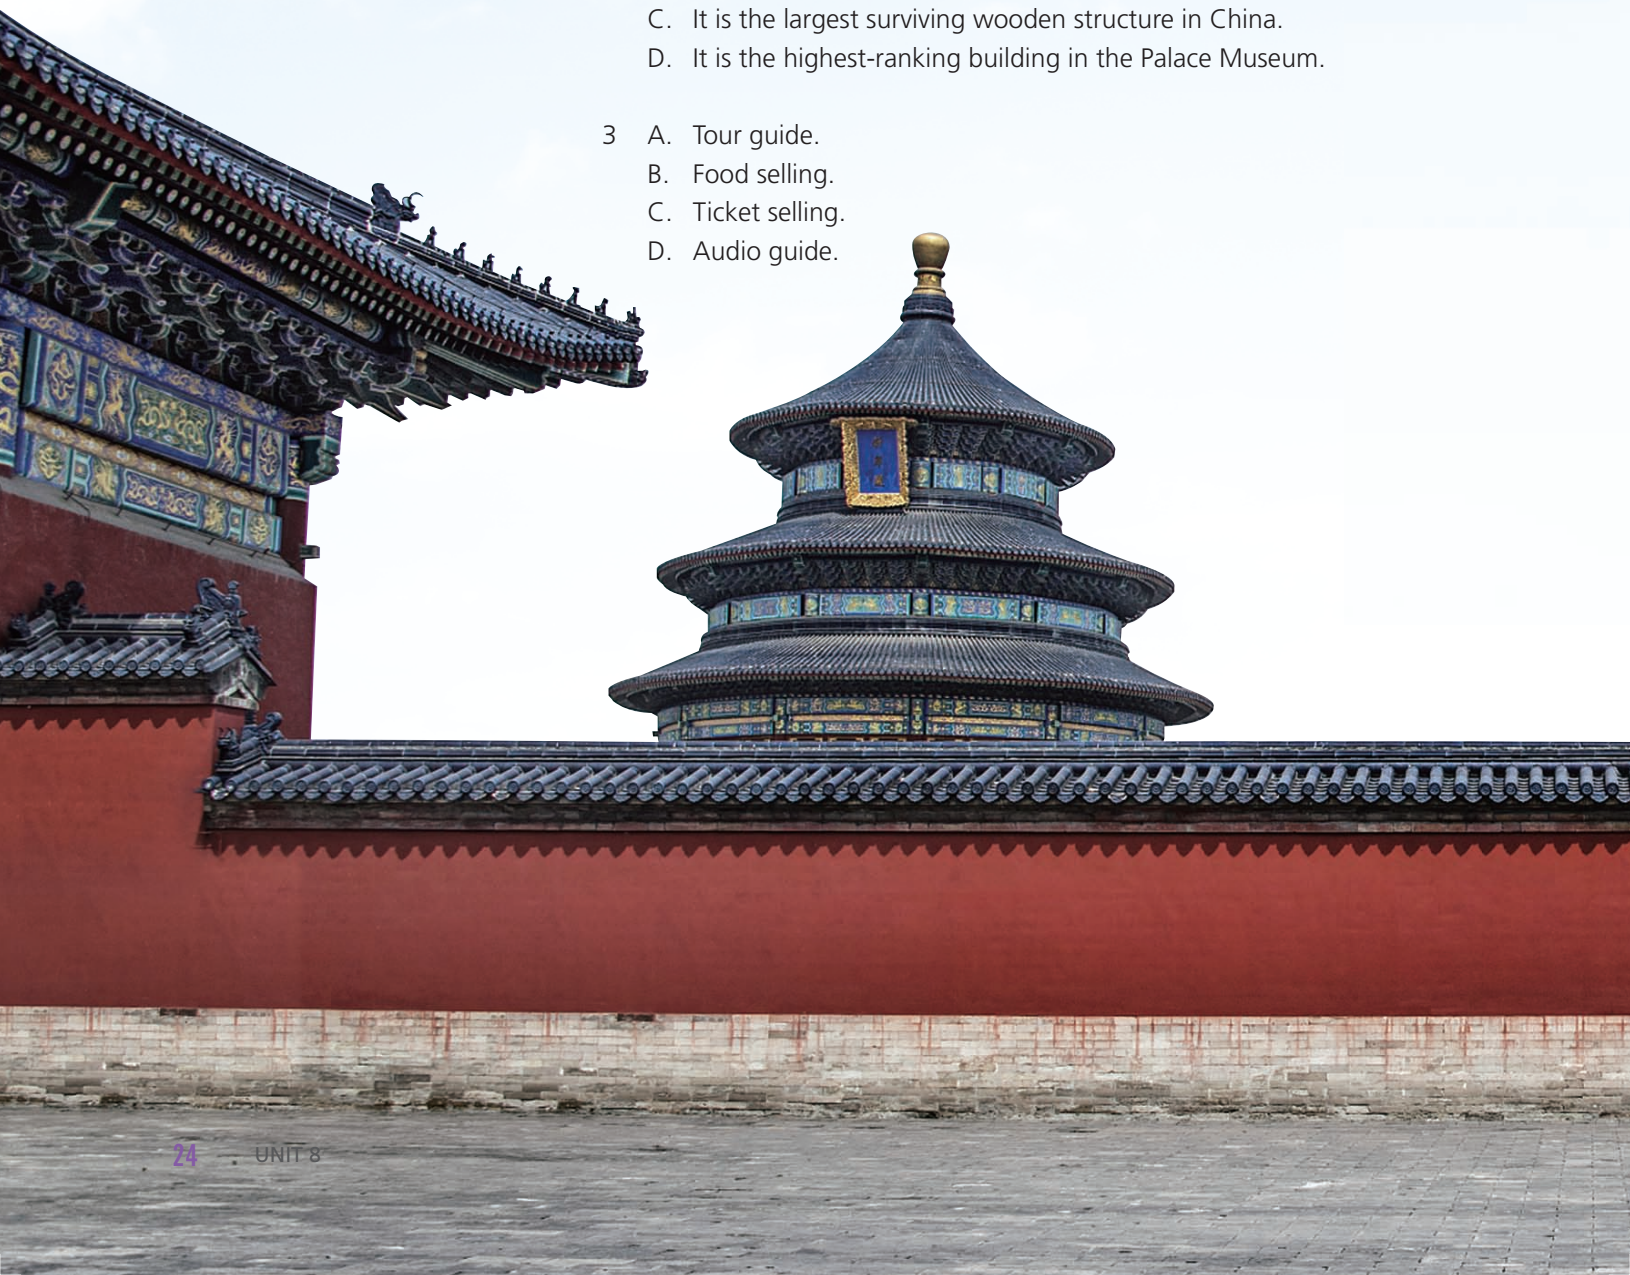 C. It is the largest surviving wooden structure in China.
D. It is the highest-ranking building in the Palace Museum.
3 A. Tour guide.
B. Food selling.
C. Ticket selling.
D. Audio guide.
24 UNIT 8